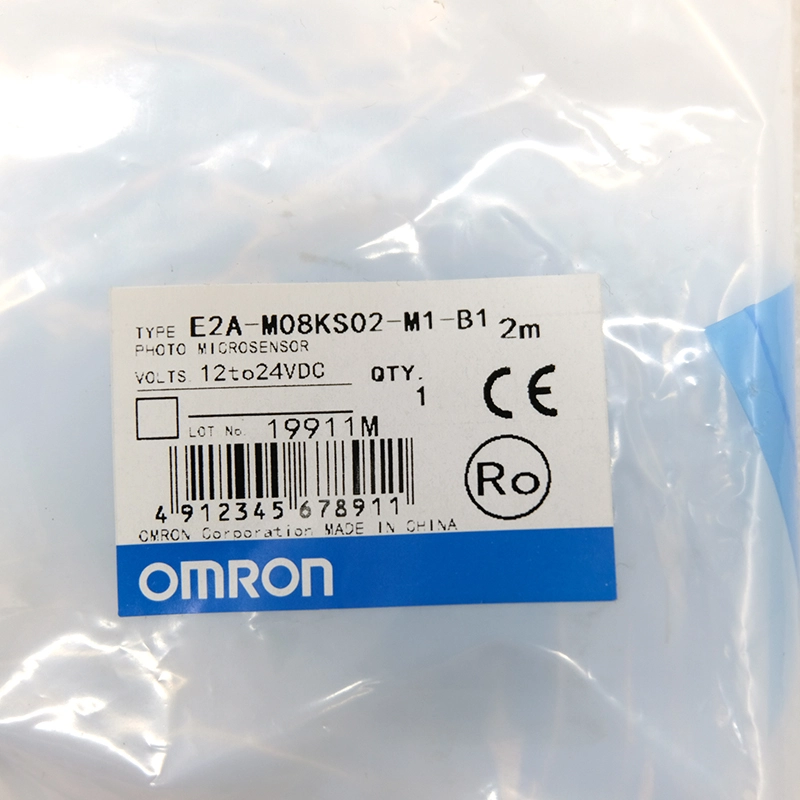 TYPE E2A-M08KS02-M1-B1 2m
PHOTO MICROSENSOR
VOLTS 12to24VDC QTY. 1
LOT No. 19911M
CE
Ro
4 912345 678911
OMRON Corporation MADE IN CHINA
OMRON